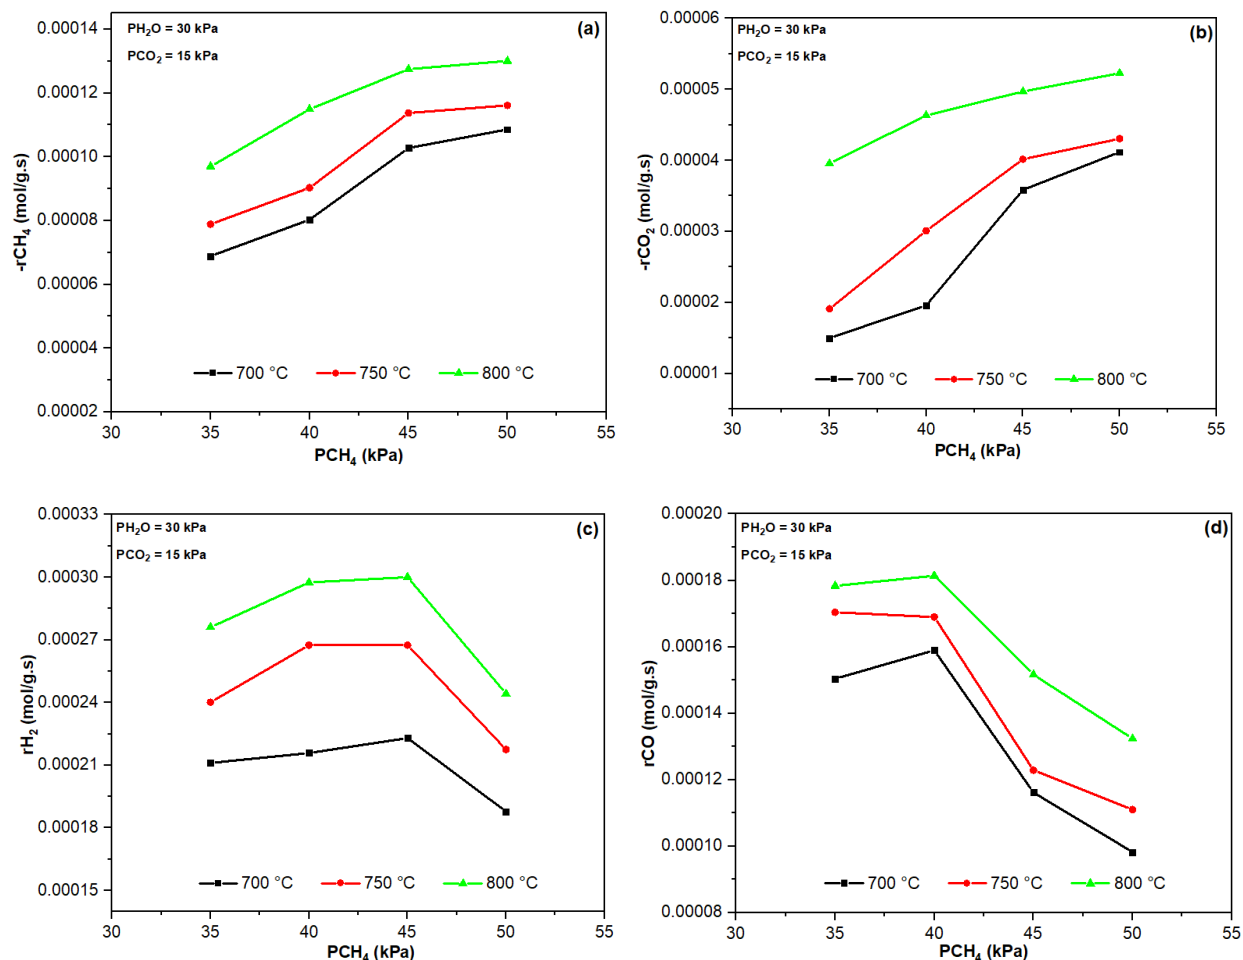 (a)
PH₂O = 30 kPa
PCO₂ = 15 kPa
0.00014
0.00012
0.00010
0.00008
0.00006
0.00004
0.00002
-rCH₄ (mol/g.s)
700 °C 750 °C 800 °C
30 35 40 45 50 55
PCH₄ (kPa)
(b)
PH₂O = 30 kPa
PCO₂ = 15 kPa
0.00006
0.00005
0.00004
0.00003
0.00002
0.00001
-rCO₂ (mol/g.s)
700 °C 750 °C 800 °C
30 35 40 45 50 55
PCH₄ (kPa)
(c)
PH₂O = 30 kPa
PCO₂ = 15 kPa
0.00033
0.00030
0.00027
0.00024
0.00021
0.00018
0.00015
rH₂ (mol/g.s)
700 °C 750 °C 800 °C
30 35 40 45 50 55
PCH₄ (kPa)
(d)
PH₂O = 30 kPa
PCO₂ = 15 kPa
0.00020
0.00018
0.00016
0.00014
0.00012
0.00010
0.00008
rCO (mol/g.s)
700 °C 750 °C 800 °C
30 35 40 45 50 55
PCH₄ (kPa)